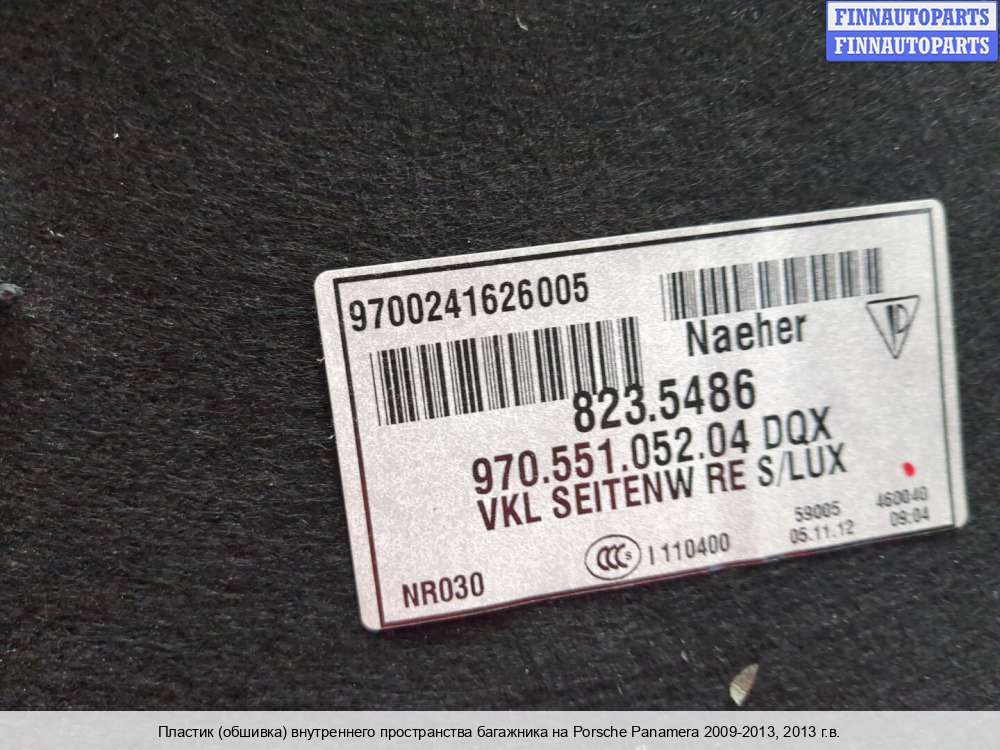 FINNAUTOPARTS
FINNAUTOPARTS
9700241626005
Naeher
823.5486
970.551.052.04 DQX
VKL SEITENW RE S/LUX
59005 460040
05.11.12 09:04
CCC S I 110400
NR030
Пластик (обшивка) внутреннего пространства багажника на Porsche Panamera 2009-2013, 2013 г.в.